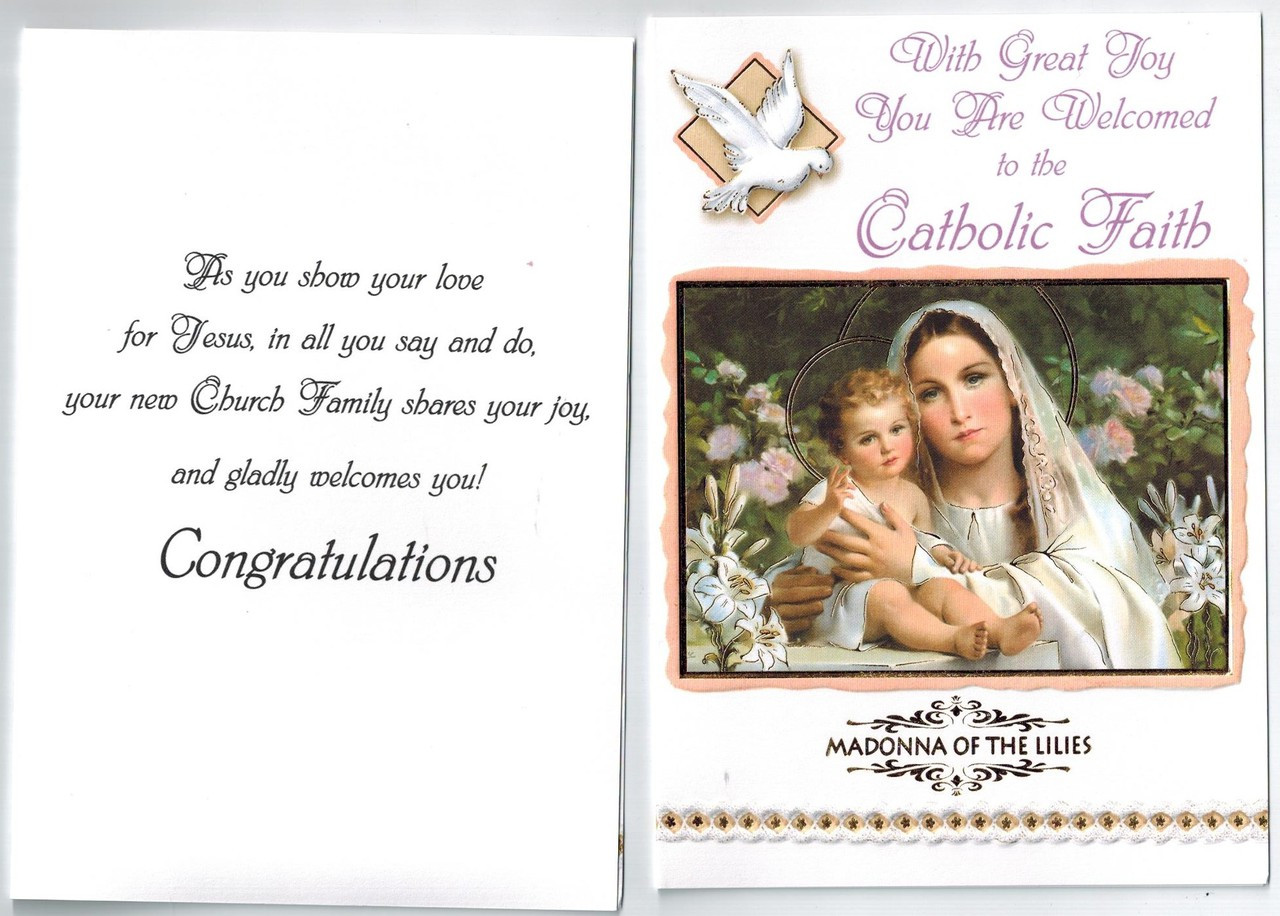 As you show your love
for Jesus, in all you say and do,
your new Church Family shares your joy,
and gladly welcomes you!
Congratulations
With Great Joy
You Are Welcomed
to the
Catholic Faith
MADONNA OF THE LILIES